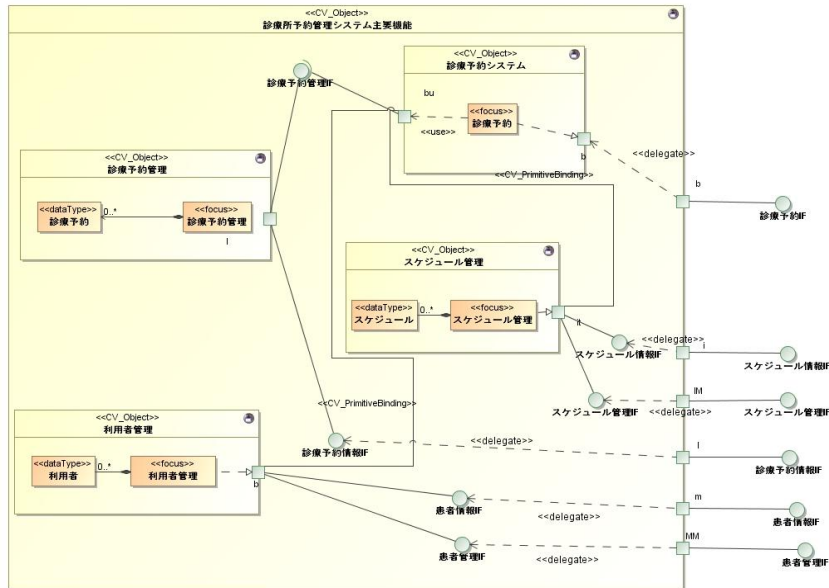 <<CV_Object>>
診療所予約管理システム主要機能
<<CV_Object>>
診療予約システム
診療予約管理IF
bu
<<focus>>
診療予約
<<use>>
b
<<delegate>>
<<CV_PrimitiveBinding>>
b
診療予約IF
<<CV_Object>>
診療予約管理
<<dataType>>
診療予約
0..*
<<focus>>
診療予約管理
I
<<CV_Object>>
スケジュール管理
<<dataType>>
スケジュール
0..*
<<focus>>
スケジュール管理
it
<<delegate>>
i
スケジュール情報IF
スケジュール情報IF
IM
<<delegate>>
スケジュール管理IF
スケジュール管理IF
<<CV_PrimitiveBinding>>
<<CV_Object>>
利用者管理
<<dataType>>
利用者
0..*
<<focus>>
利用者管理
b
診療予約情報IF
<<delegate>>
I
診療予約情報IF
患者情報IF
<<delegate>>
m
患者情報IF
患者管理IF
<<delegate>>
MM
患者管理IF